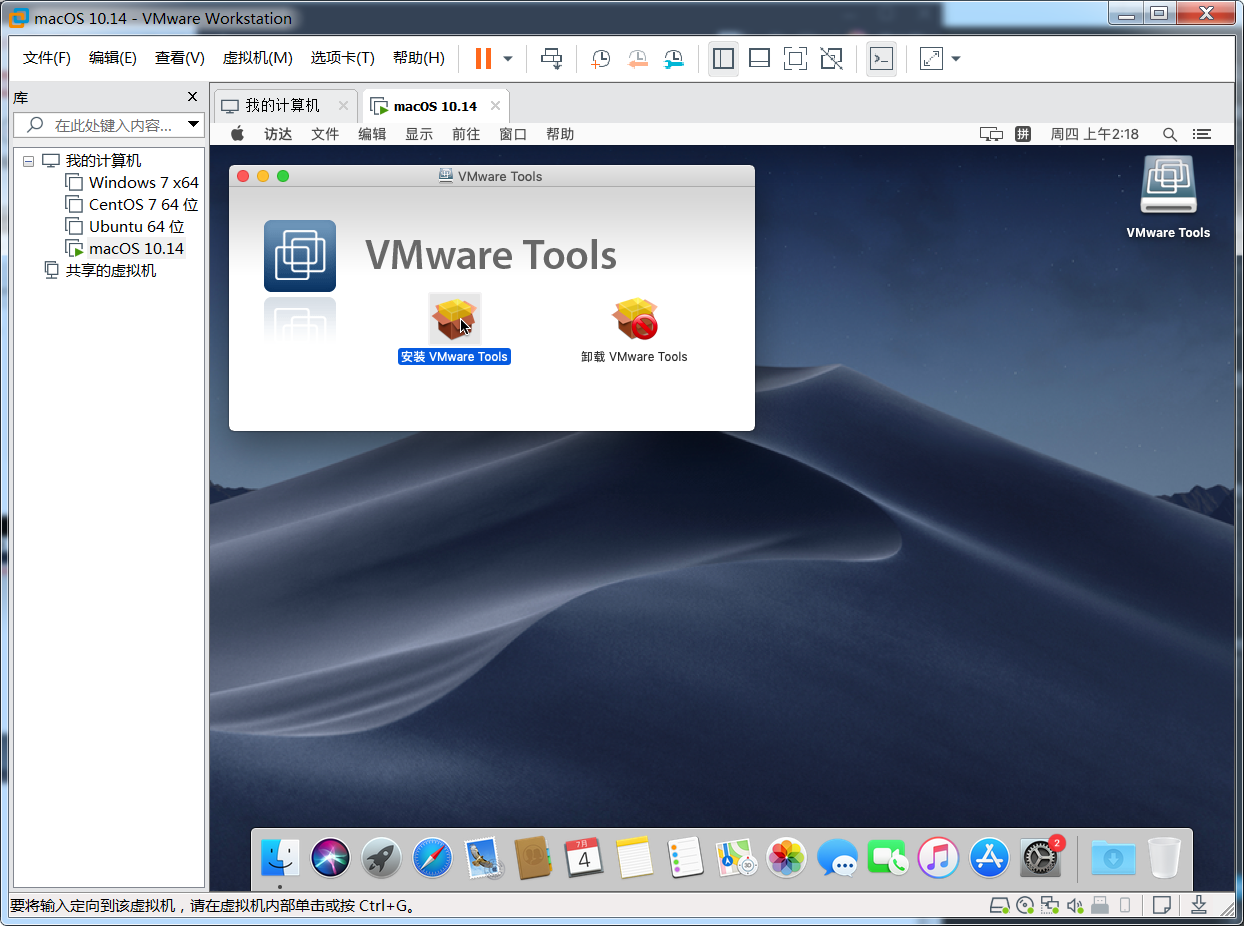 macOS 10.14 - VMware Workstation
文件(F) 编辑(E) 查看(V) 虚拟机(M) 选项卡(T) 帮助(H)
库
在此处键入内容...
我的计算机
Windows 7 x64
CentOS 7 64 位
Ubuntu 64 位
macOS 10.14
共享的虚拟机
我的计算机 macOS 10.14
访达 文件 编辑 显示 前往 窗口 帮助 拼 周四 上午2:18
VMware Tools
VMware Tools
安装 VMware Tools
卸载 VMware Tools
VMware Tools
7月
4
3D
2
要将输入定向到该虚拟机，请在虚拟机内部单击或按 Ctrl+G。